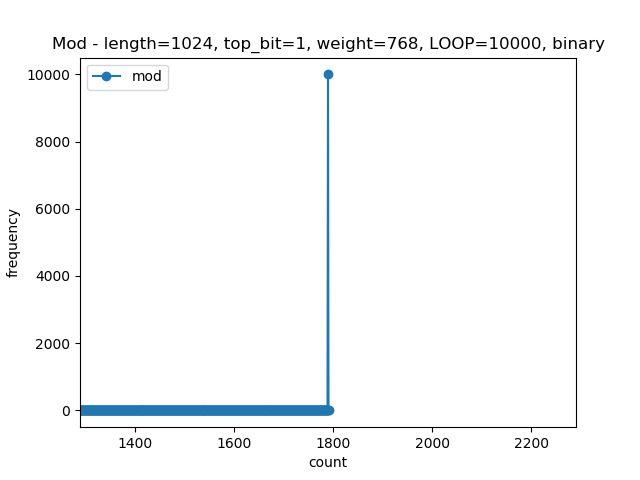 Mod - length=1024, top_bit=1, weight=768, LOOP=10000, binary
mod
10000
8000
6000
4000
2000
0
frequency
1400 1600 1800 2000 2200
count